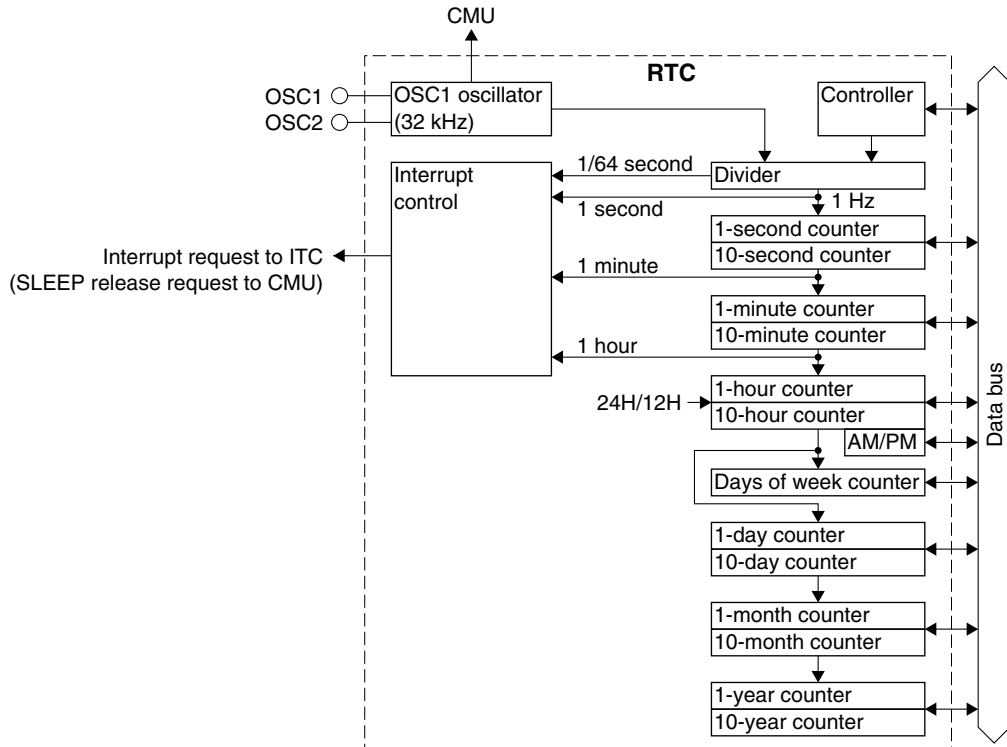 CMU
RTC
OSC1
OSC2
OSC1 oscillator
(32 kHz)
Controller
Interrupt
control
1/64 second
Divider
1 second
1 Hz
1-second counter
10-second counter
Interrupt request to ITC
(SLEEP release request to CMU)
1 minute
1-minute counter
10-minute counter
1 hour
1-hour counter
24H/12H
10-hour counter
AM/PM
Data bus
Days of week counter
1-day counter
10-day counter
1-month counter
10-month counter
1-year counter
10-year counter